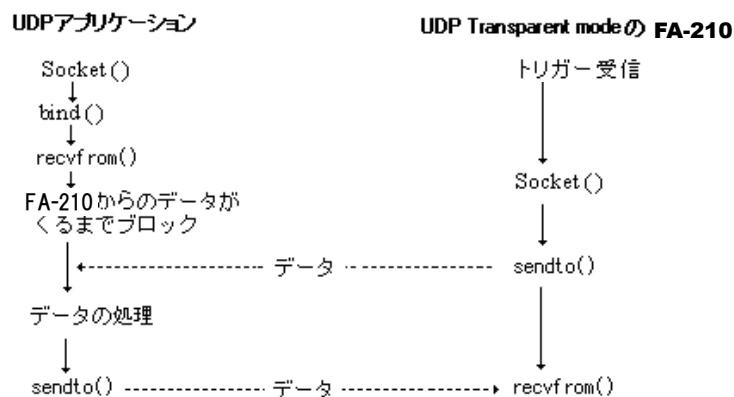 UDPアプリケーション
UDP Transparent modeの FA-210
Socket()
トリガー受信
bind()
recvfrom()
Socket()
FA-210からのデータが
くるまでブロック
データ
sendto()
データの処理
sendto()
データ
recvfrom()